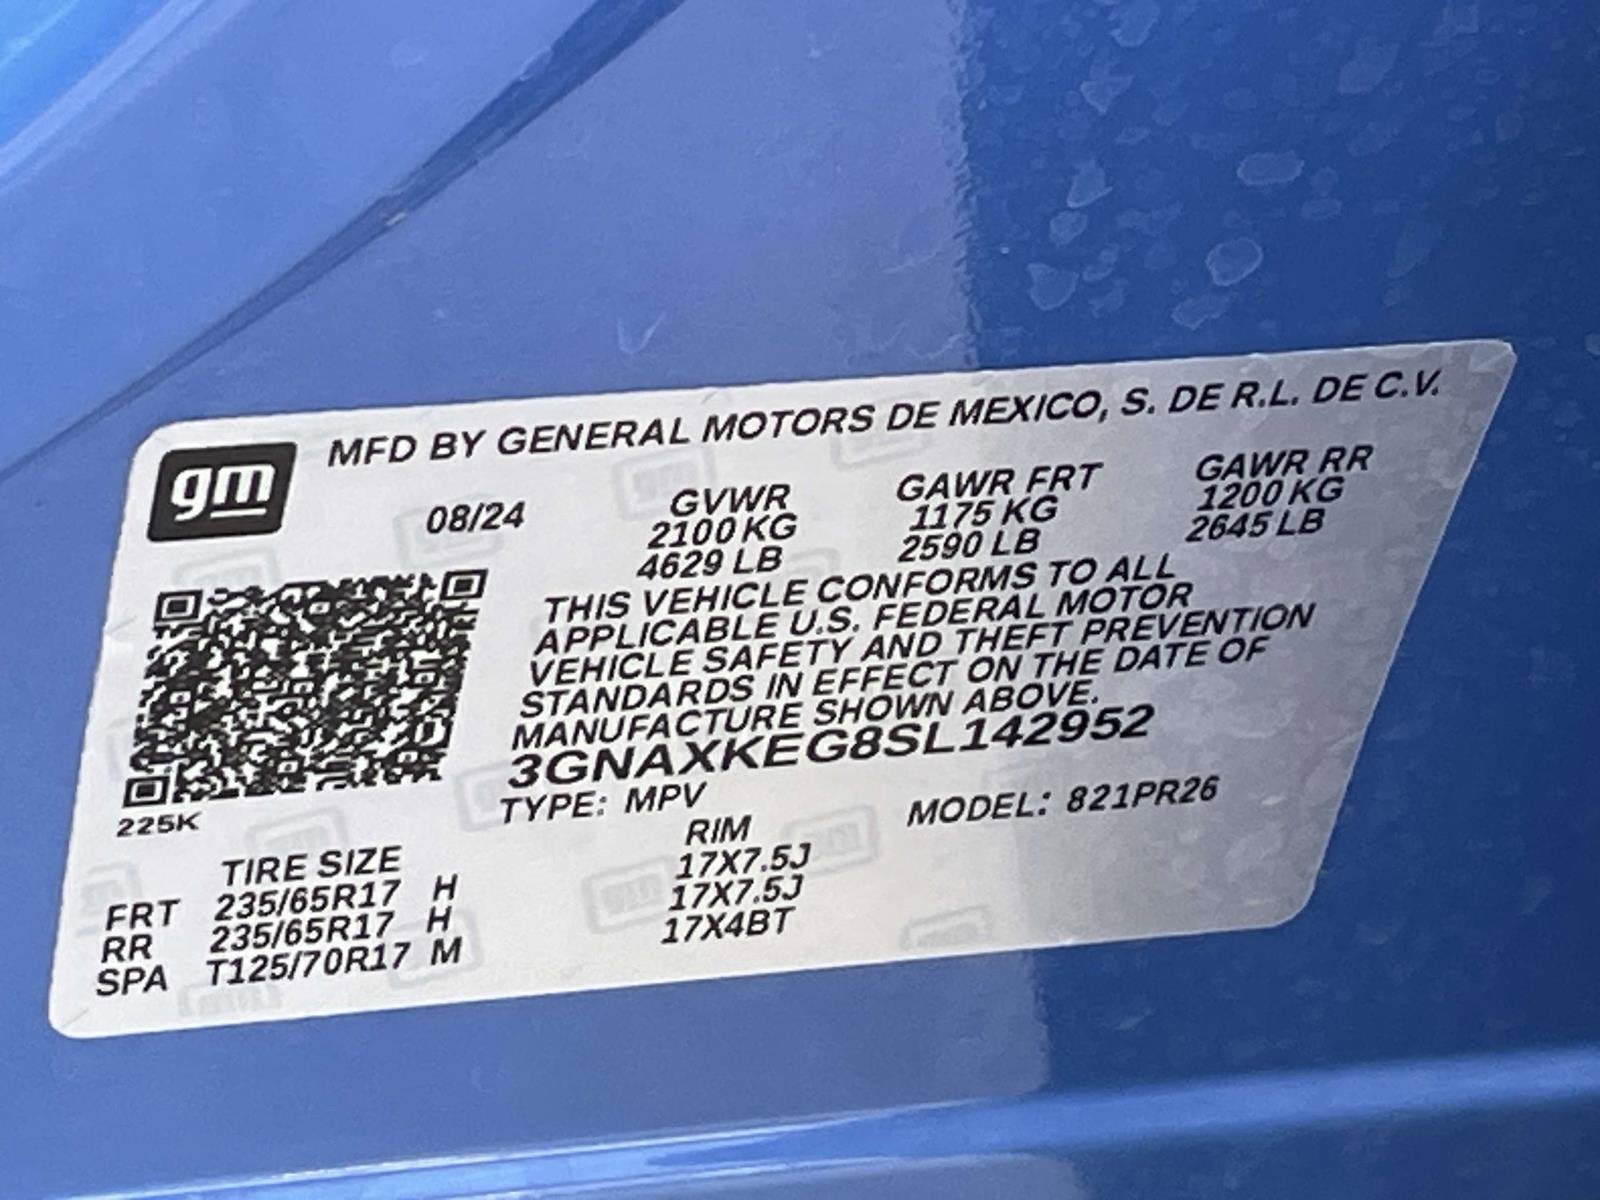 gm
MFD BY GENERAL MOTORS DE MEXICO, S. DE R.L. DE C.V.
08/24 GVWR GAWR FRT GAWR RR
2100 KG 1175 KG 1200 KG
4629 LB 2590 LB 2645 LB
THIS VEHICLE CONFORMS TO ALL
APPLICABLE U.S. FEDERAL MOTOR
VEHICLE SAFETY AND THEFT PREVENTION
STANDARDS IN EFFECT ON THE DATE OF
MANUFACTURE SHOWN ABOVE.
3GNAXKEG8SL142952
TYPE: MPV MODEL: 821PR26
225K
TIRE SIZE RIM
FRT 235/65R17 H 17X7.5J
RR 235/65R17 H 17X7.5J
SPA T125/70R17 M 17X4BT